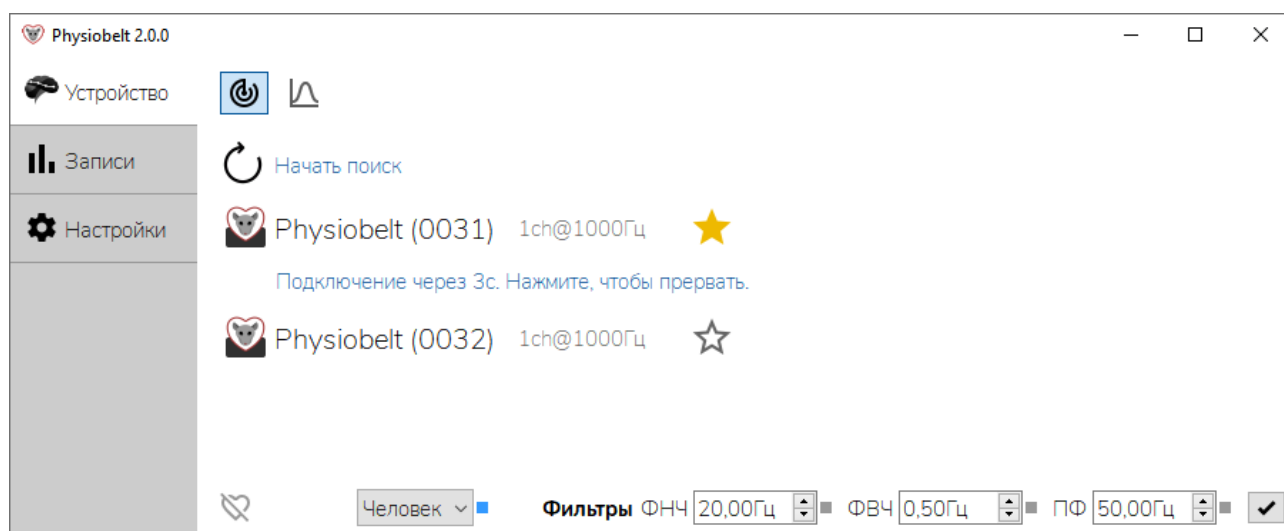 Physiobelt 2.0.0
Устройство
Записи
Настройки
Начать поиск
Physiobelt (0031) 1ch@1000Гц
Подключение через 3с. Нажмите, чтобы прервать.
Physiobelt (0032) 1ch@1000Гц
Человек Фильтры ФНЧ 20,00Гц ФВЧ 0,50Гц ПФ 50,00Гц